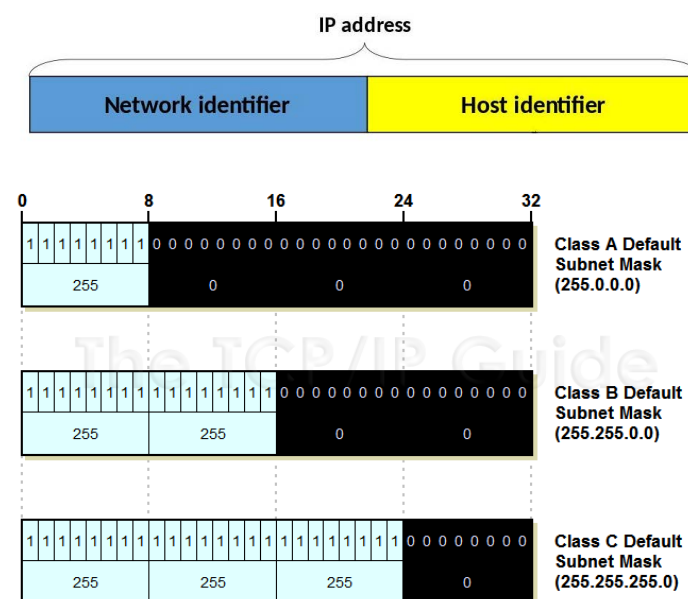 IP address
Network identifier Host identifier
0 8 16 24 32
1 1 1 1 1 1 1 1 0 0 0 0 0 0 0 0 0 0 0 0 0 0 0 0 0 0 0 0 0 0 0 0
255 0 0 0
Class A Default
Subnet Mask
(255.0.0.0)
The TCP/IP Guide
1 1 1 1 1 1 1 1 1 1 1 1 1 1 1 1 0 0 0 0 0 0 0 0 0 0 0 0 0 0 0 0
255 255 0 0
Class B Default
Subnet Mask
(255.255.0.0)
1 1 1 1 1 1 1 1 1 1 1 1 1 1 1 1 1 1 1 1 1 1 1 1 0 0 0 0 0 0 0 0
255 255 255 0
Class C Default
Subnet Mask
(255.255.255.0)